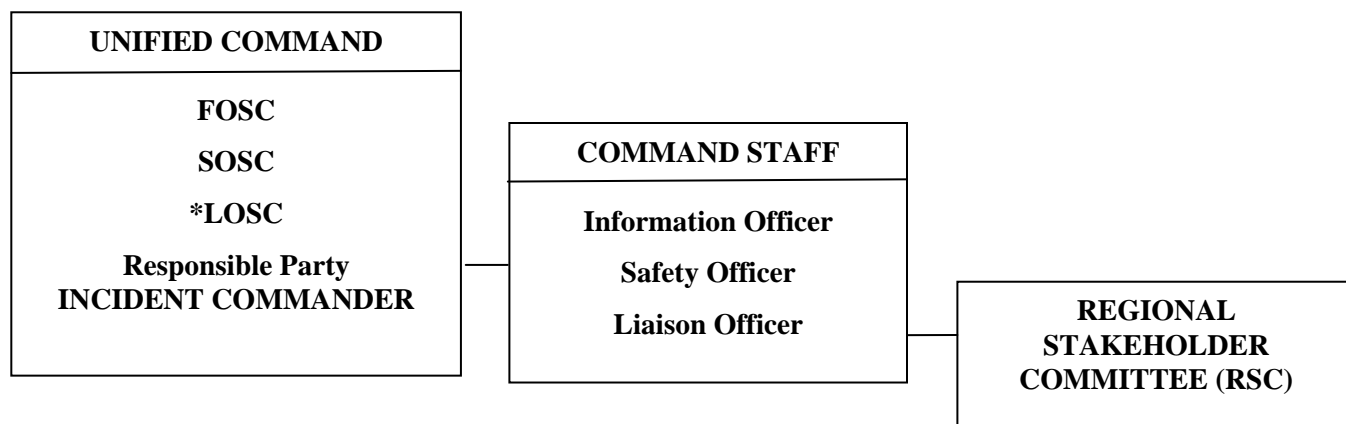 UNIFIED COMMAND
FOSC
SOSC
*LOSC
Responsible Party
INCIDENT COMMANDER
COMMAND STAFF
Information Officer
Safety Officer
Liaison Officer
REGIONAL
STAKEHOLDER
COMMITTEE (RSC)